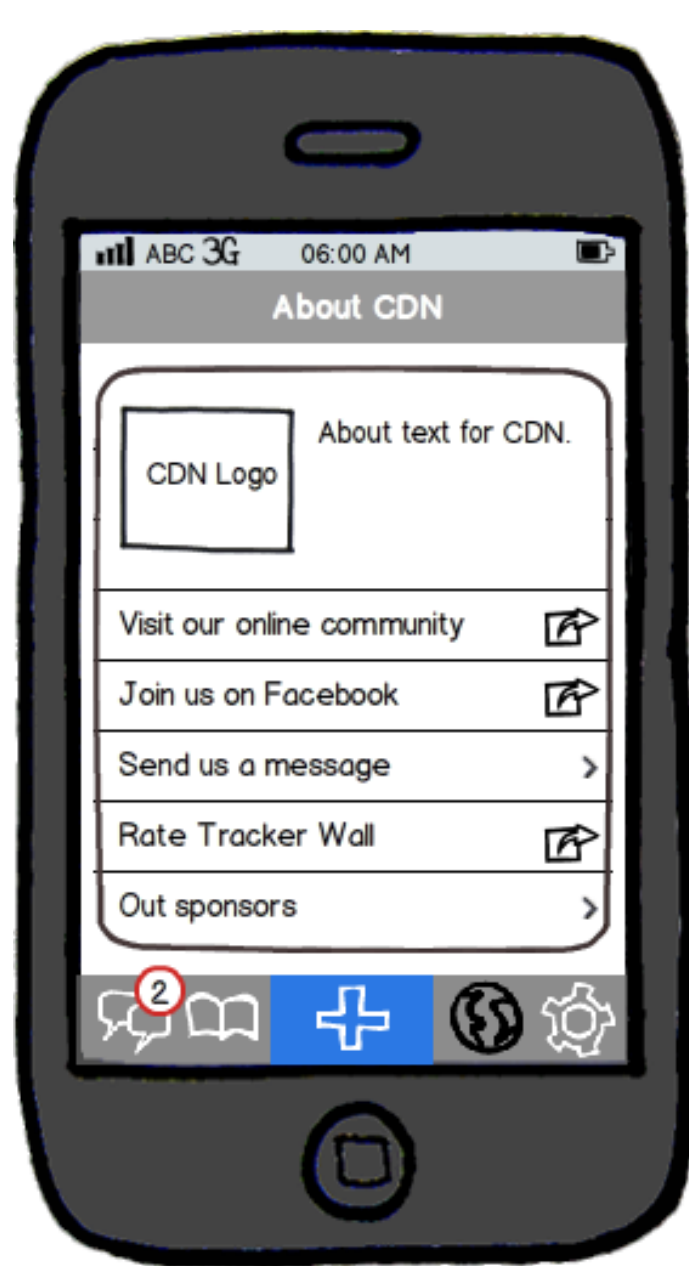 ABC 3G 06:00 AM
About CDN
CDN Logo
About text for CDN.
Visit our online community
Join us on Facebook
Send us a message
Rate Tracker Wall
Out sponsors
2